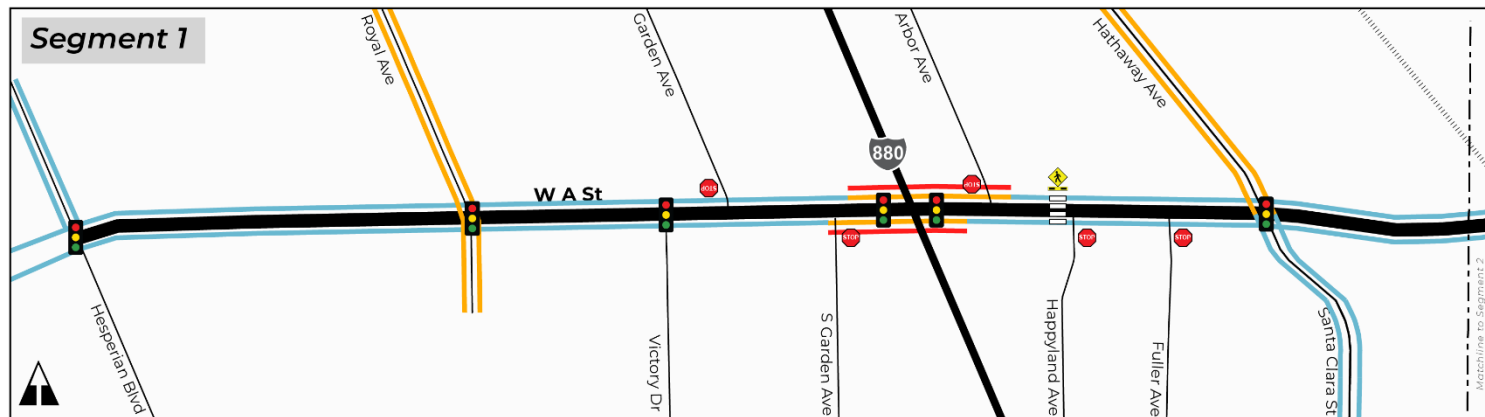 Segment 1
Royal Ave
Garden Ave
Arbor Ave
Hathaway Ave
880
W A St
STOP
STOP
STOP
STOP
STOP
Hesperian Blvd
Victory Dr
S Garden Ave
Happyland Ave
Fuller Ave
Santa Clara St
Matchline to Segment 2